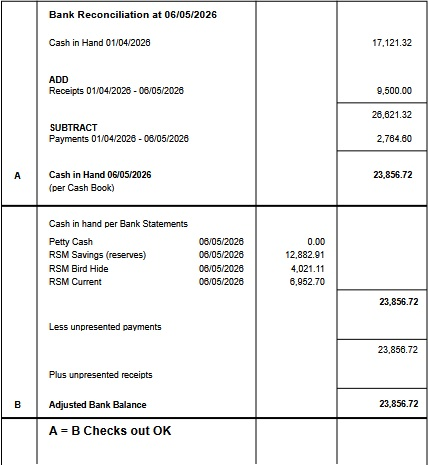 Bank Reconciliation at 06/05/2026
Cash in Hand 01/04/2026 17,121.32
ADD
Receipts 01/04/2026 - 06/05/2026 9,500.00
26,621.32
SUBTRACT
Payments 01/04/2026 - 06/05/2026 2,764.60
A Cash in Hand 06/05/2026 23,856.72
(per Cash Book)
Cash in hand per Bank Statements
Petty Cash 06/05/2026 0.00
RSM Savings (reserves) 06/05/2026 12,882.91
RSM Bird Hide 06/05/2026 4,021.11
RSM Current 06/05/2026 6,952.70
23,856.72
Less unpresented payments
23,856.72
Plus unpresented receipts
B Adjusted Bank Balance 23,856.72
A = B Checks out OK